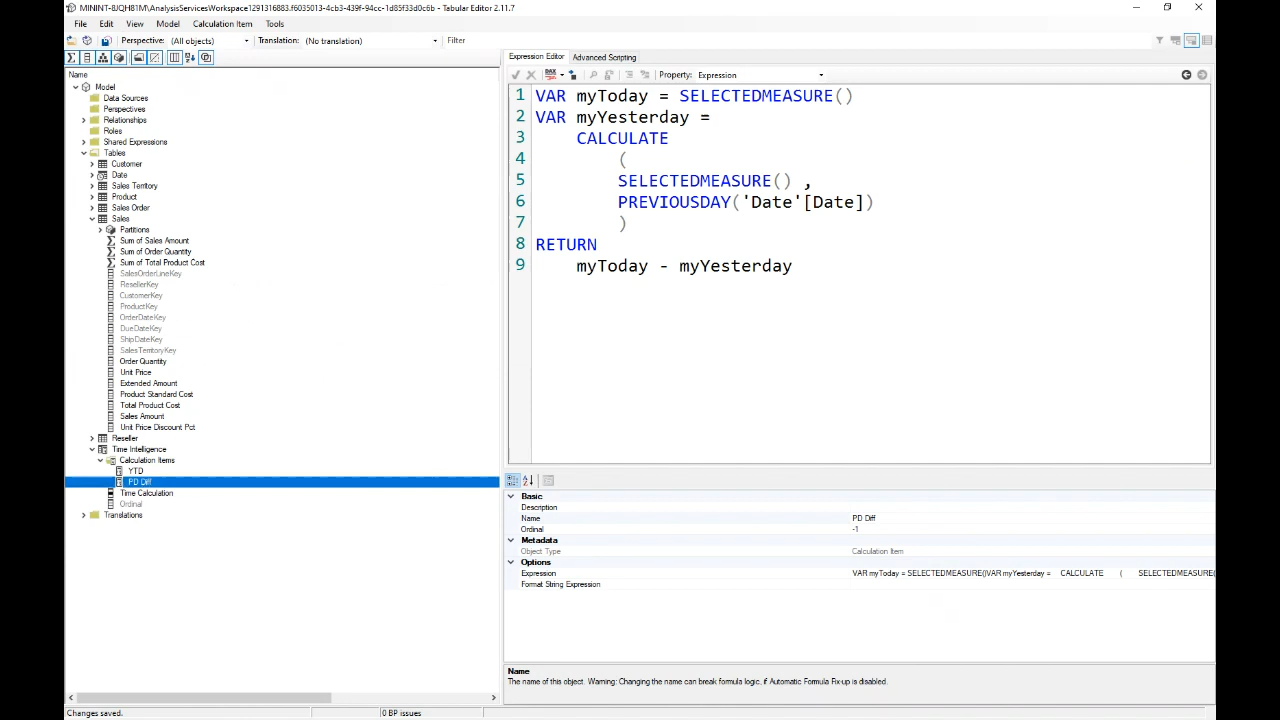 MININT-8JQH81M\AnalysisServicesWorkspace1291316883.f6035013-4cb3-439f-94cc-1d85f33d0c6b - Tabular Editor 2.11.7
File Edit View Model Calculation Item Tools
Perspective: (All objects) Translation: (No translation) Filter
Name
Model
Data Sources
Perspectives
Relationships
Roles
Shared Expressions
Tables
Customer
Date
Sales Territory
Product
Sales Order
Sales
Partitions
Sum of Sales Amount
Sum of Order Quantity
Sum of Total Product Cost
SalesOrderLineKey
ResellerKey
CustomerKey
ProductKey
OrderDateKey
DueDateKey
ShipDateKey
SalesTerritoryKey
Order Quantity
Unit Price
Extended Amount
Product Standard Cost
Total Product Cost
Sales Amount
Unit Price Discount Pct
Reseller
Time Intelligence
Calculation Items
YTD
PD Diff
Time Calculation
Ordinal
Translations
Expression Editor Advanced Scripting
DAX Property: Expression
1 VAR myToday = SELECTEDMEASURE()
2 VAR myYesterday =
3 CALCULATE
4 (
5 SELECTEDMEASURE() ,
6 PREVIOUSDAY('Date'[Date])
7 )
8 RETURN
9 myToday - myYesterday
Basic
Description
Name PD Diff
Ordinal -1
Metadata
Object Type Calculation Item
Options
Expression VAR myToday = SELECTEDMEASURE()VAR myYesterday = CALCULATE ( SELECTEDMEASURE(
Format String Expression
Name
The name of this object. Warning: Changing the name can break formula logic, if Automatic Formula Fix-up is disabled.
Changes saved. 0 BP issues